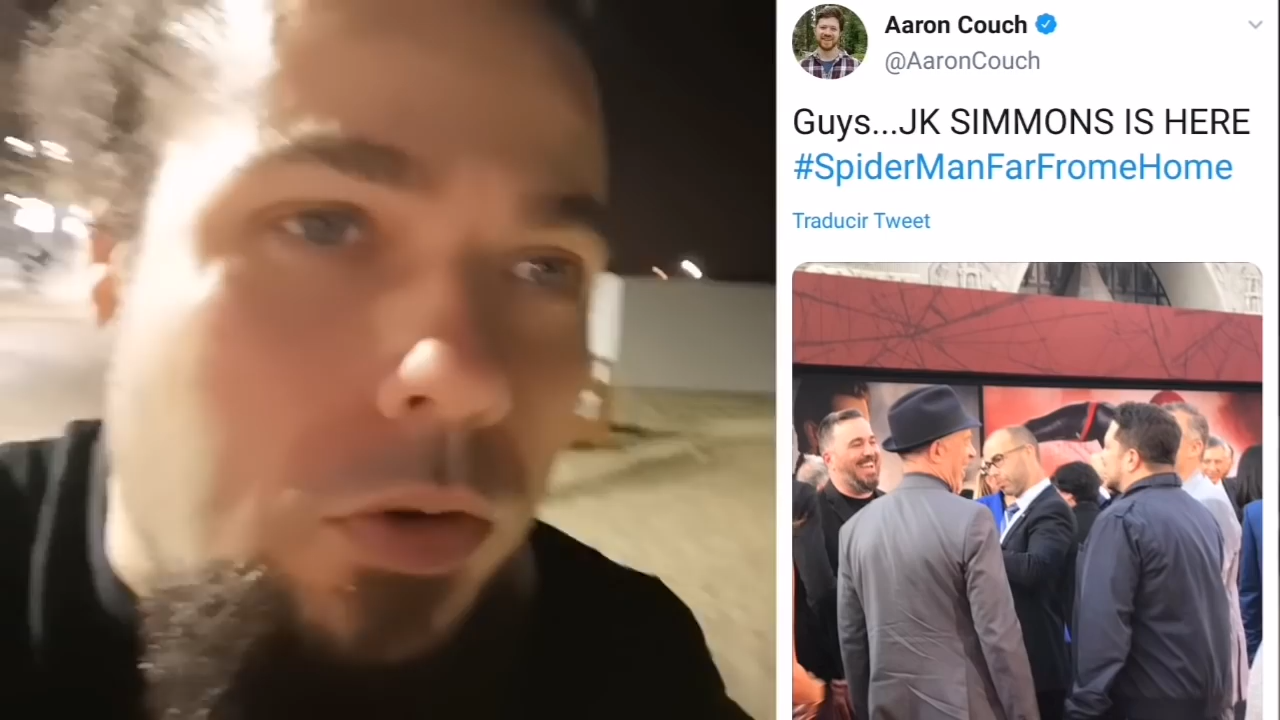 Aaron Couch
@AaronCouch
Guys...JK SIMMONS IS HERE
#SpiderManFarFromeHome
Traducir Tweet